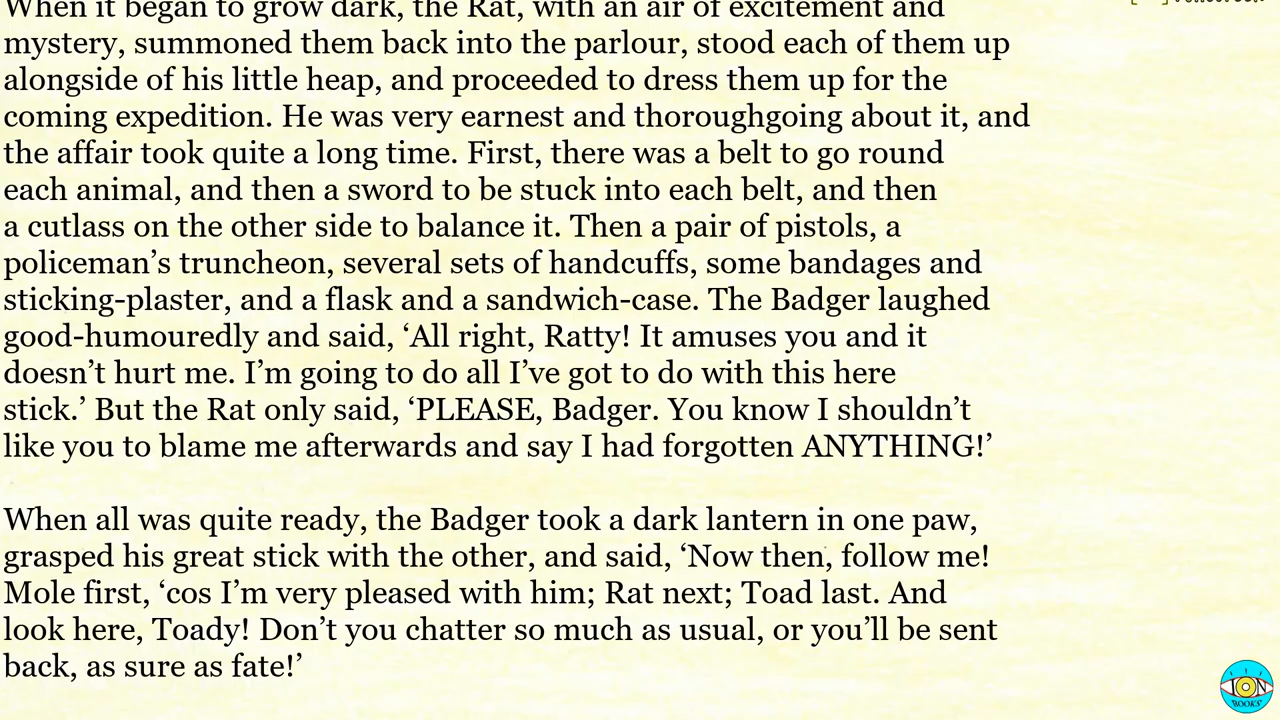 When it began to grow dark, the Rat, with an air of excitement and
mystery, summoned them back into the parlour, stood each of them up
alongside of his little heap, and proceeded to dress them up for the
coming expedition. He was very earnest and thoroughgoing about it, and
the affair took quite a long time. First, there was a belt to go round
each animal, and then a sword to be stuck into each belt, and then
a cutlass on the other side to balance it. Then a pair of pistols, a
policeman’s truncheon, several sets of handcuffs, some bandages and
sticking-plaster, and a flask and a sandwich-case. The Badger laughed
good-humouredly and said, ‘All right, Ratty! It amuses you and it
doesn’t hurt me. I’m going to do all I’ve got to do with this here
stick.’ But the Rat only said, ‘PLEASE, Badger. You know I shouldn’t
like you to blame me afterwards and say I had forgotten ANYTHING!’
When all was quite ready, the Badger took a dark lantern in one paw,
grasped his great stick with the other, and said, ‘Now then, follow me!
Mole first, ‘cos I’m very pleased with him; Rat next; Toad last. And
look here, Toady! Don’t you chatter so much as usual, or you’ll be sent
back, as sure as fate!’
ION
BOOKS